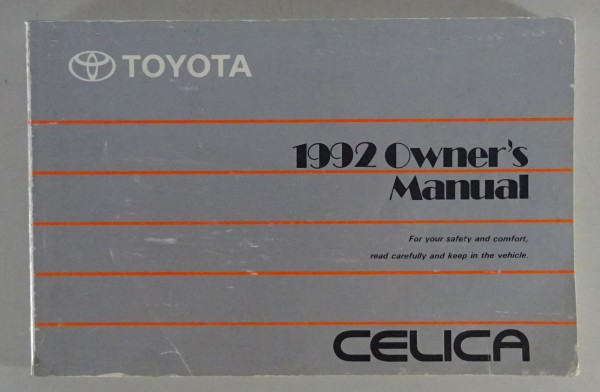 TOYOTA
1992 Owner's
Manual
For your safety and comfort,
read carefully and keep in the vehicle.
CELICA